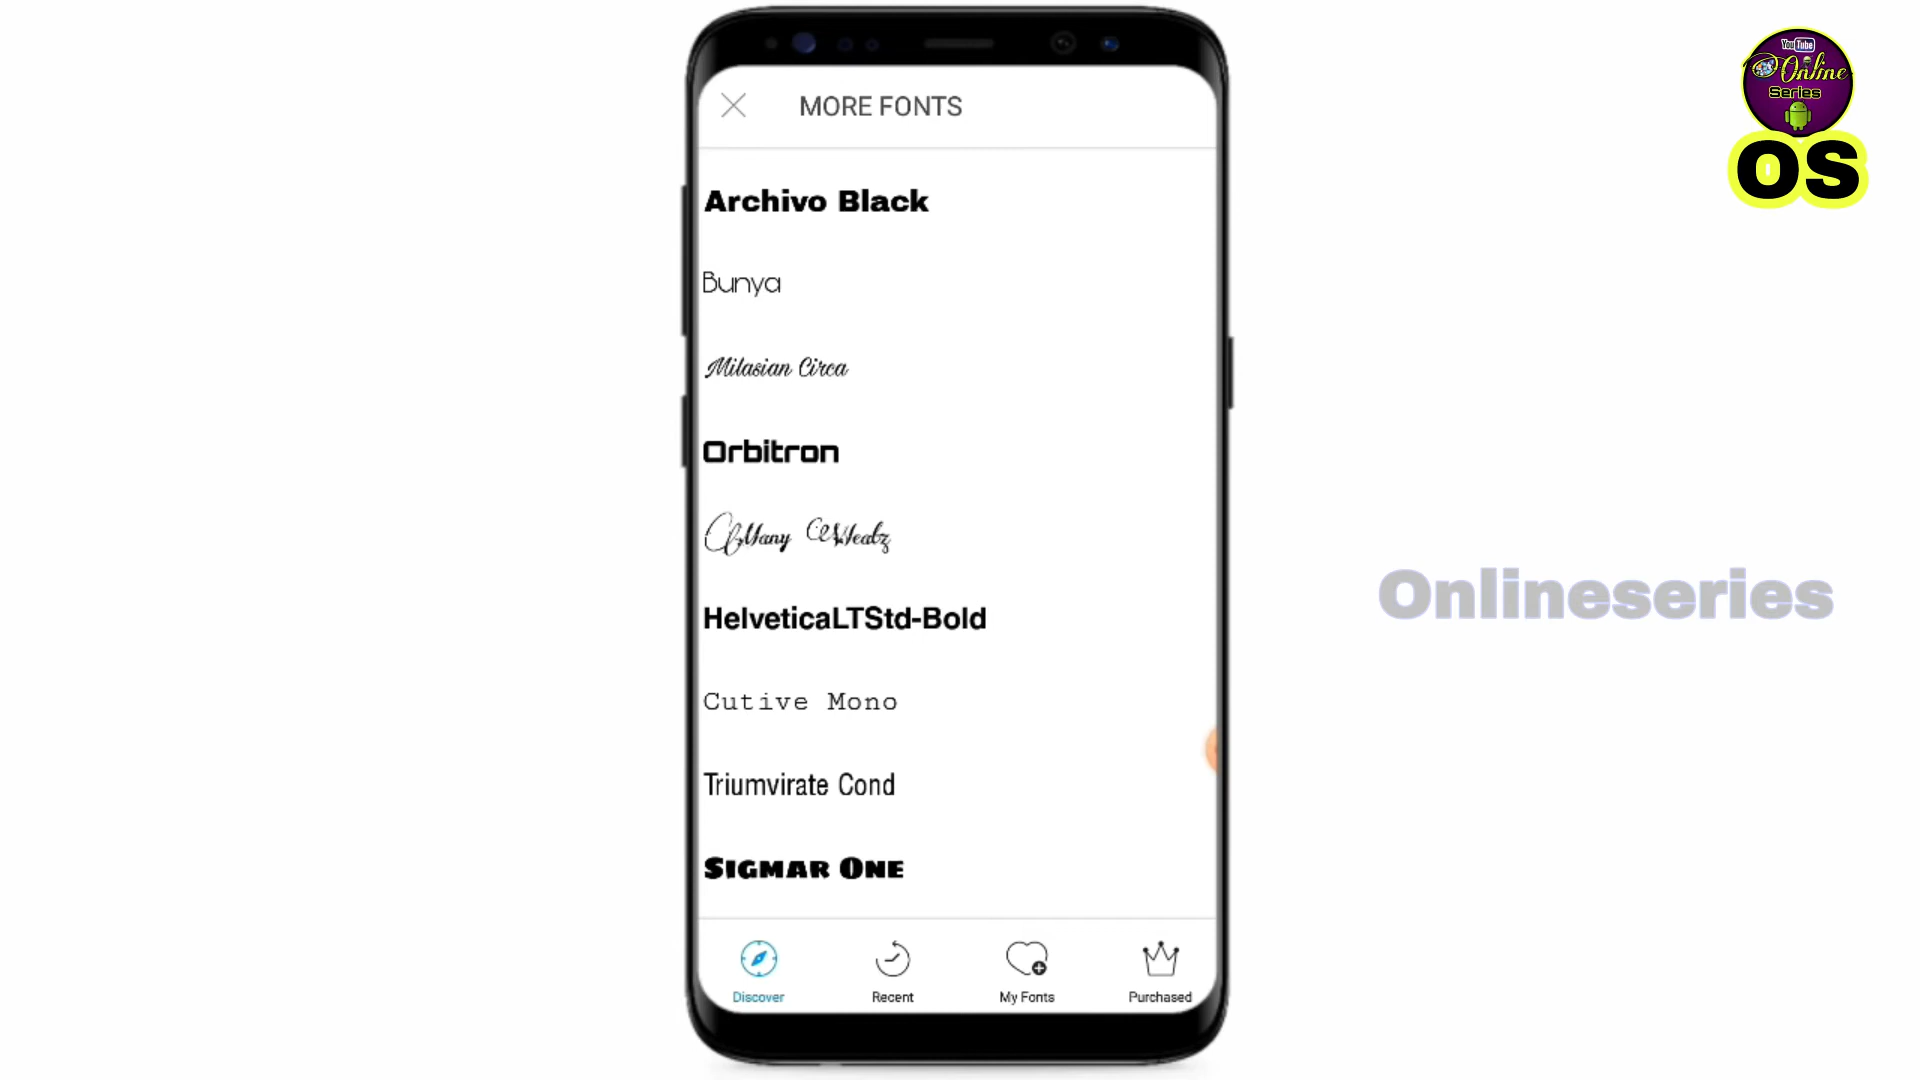 MORE FONTS
Archivo Black
Bunya
Milasian Circa
Orbitron
Many Wealz
HelveticaLTStd-Bold
Cutive Mono
Triumvirate Cond
SIGMAR ONE
Discover
Recent
My Fonts
Purchased
YouTube
Online
Series
OS
Onlineseries